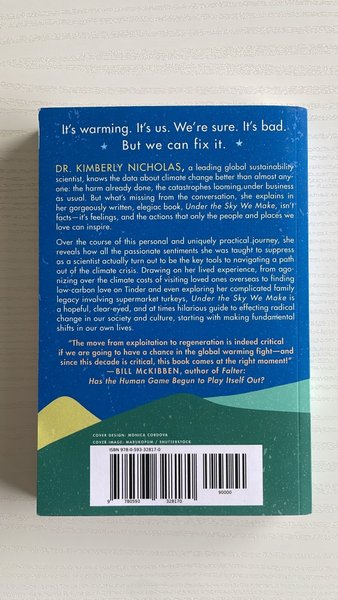 It's warming. It's us. We're sure. It's bad.
But we can fix it.
DR. KIMBERLY NICHOLAS, a leading global sustainability
scientist, knows the data about climate change better than almost any-
one: the harm already done, the catastrophes looming under business
as usual. But what's missing from the conversation, she explains in
her gorgeously written, elegiac book, Under the Sky We Make, isn't
facts—it's feelings, and the actions that only the people and places we
love can inspire.
Over the course of this personal and uniquely practical journey, she
reveals how all the passionate sentiments she was taught to suppress
as a scientist actually turn out to be the key tools to navigating a path
out of the climate crisis. Drawing on her lived experience, from ago-
nizing over the climate costs of visiting loved ones overseas to finding
low-carbon love on Tinder and even exploring her complicated family
legacy involving supermarket turkeys, Under the Sky We Make is
a hopeful, clear-eyed, and at times hilarious guide to effecting radical
change in our society and culture, starting with making fundamental
shifts in our own lives.
"The move from exploitation to regeneration is indeed critical
if we are going to have a chance in the global warming fight—and
since this decade is critical, this book comes at the right moment!"
—BILL McKIBBEN, author of Falter:
Has the Human Game Begun to Play Itself Out?
COVER DESIGN: MONICA CORDOVA
COVER IMAGE: MARUKOPUM / SHUTTERSTOCK
ISBN 978-0-593-32817-0
90000
9 780593 328170